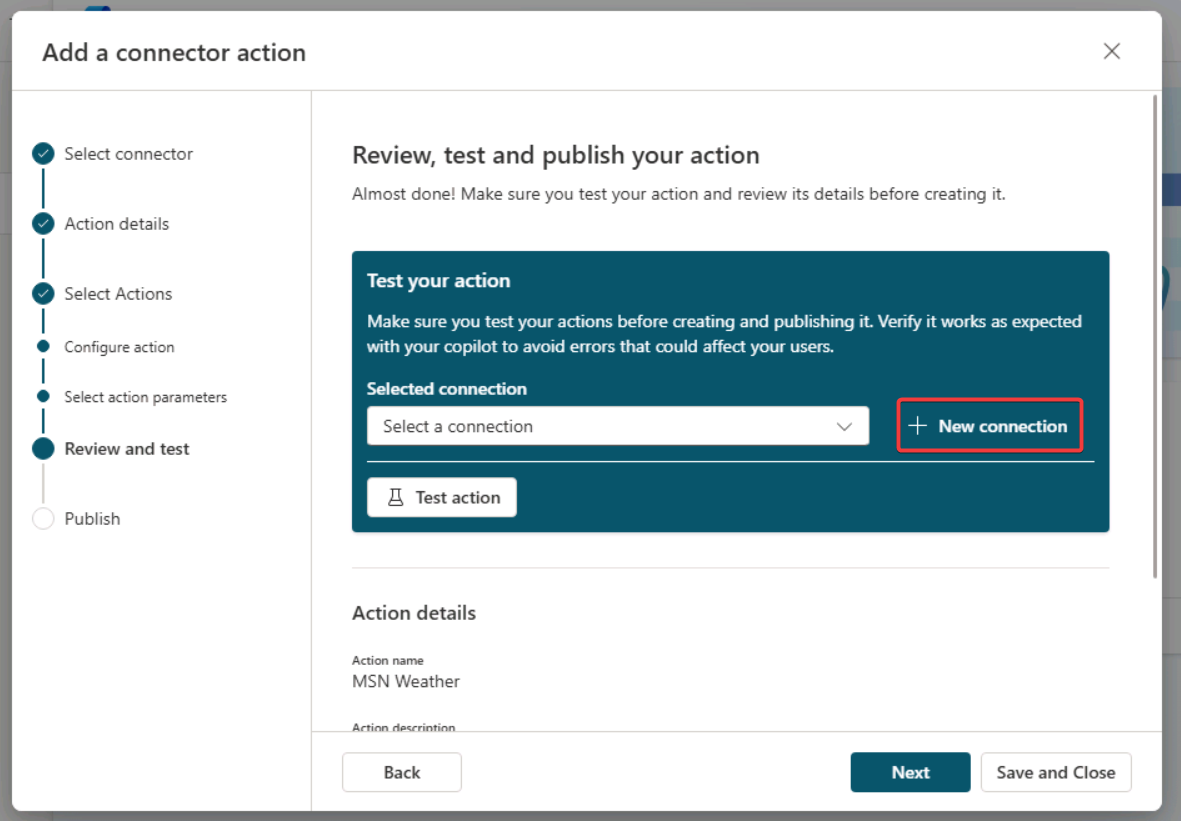 Add a connector action
Select connector
Action details
Select Actions
Configure action
Select action parameters
Review and test
Publish
Review, test and publish your action
Almost done! Make sure you test your action and review its details before creating it.
Test your action
Make sure you test your actions before creating and publishing it. Verify it works as expected
with your copilot to avoid errors that could affect your users.
Selected connection
Select a connection
New connection
Test action
Action details
Action name
MSN Weather
Action description
Back
Next
Save and Close